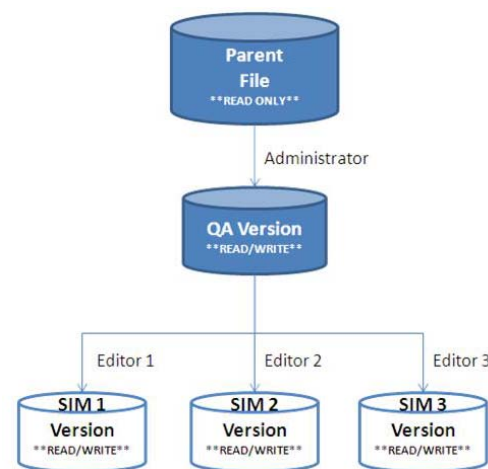 Parent
File
**READ ONLY**
Administrator
QA Version
**READ/WRITE**
Editor 1
Editor 2
Editor 3
SIM 1
Version
**READ/WRITE**
SIM 2
Version
**READ/WRITE**
SIM 3
Version
**READ/WRITE**